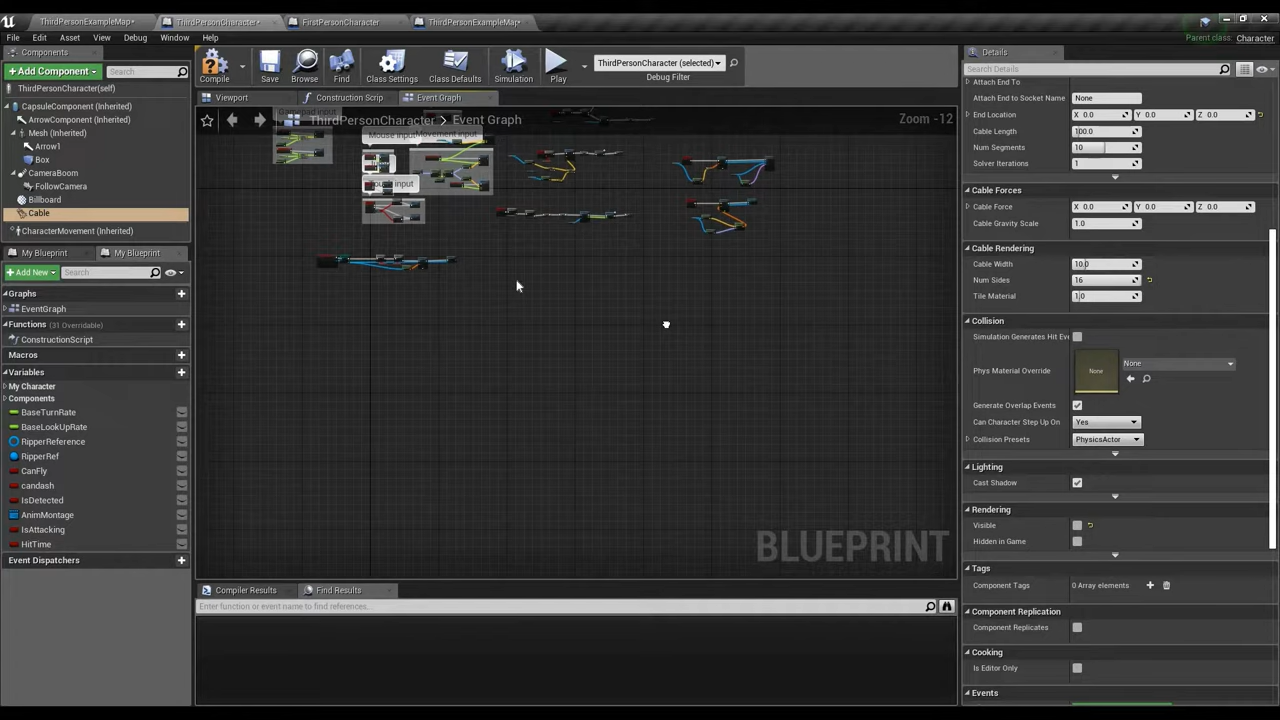 ThirdPersonExampleMap*
ThirdPersonCharacter*
FirstPersonCharacter
ThirdPersonExampleMap*
File Edit Asset View Debug Window Help
Parent class: Character
Components
+ Add Component
Search
ThirdPersonCharacter(self)
CapsuleComponent (Inherited)
ArrowComponent (Inherited)
Mesh (Inherited)
Arrow1
Box
CameraBoom
FollowCamera
Billboard
Cable
CharacterMovement (Inherited)
My Blueprint
My Blueprint
+ Add New
Search
Graphs
EventGraph
Functions (31 Overridable)
ConstructionScript
Macros
Variables
My Character
Components
BaseTurnRate
BaseLookUpRate
RipperReference
RipperRef
CanFly
candash
IsDetected
AnimMontage
IsAttacking
HitTime
Event Dispatchers
Compile
Save
Browse
Find
Class Settings
Class Defaults
Simulation
Play
ThirdPersonCharacter (selected)
Debug Filter
Viewport
Construction Scrip
Event Graph
ThirdPersonCharacter > Event Graph
Zoom -12
Gamepad input
Mouse input
Movement input
input
BLUEPRINT
Compiler Results
Find Results
Enter function or event name to find references...
Details
Search Details
Attach End To
Attach End to Socket Name None
End Location X 0.0 Y 0.0 Z 0.0
Cable Length 100.0
Num Segments 10
Solver Iterations 1
Cable Forces
Cable Force X 0.0 Y 0.0 Z 0.0
Cable Gravity Scale 1.0
Cable Rendering
Cable Width 10.0
Num Sides 16
Tile Material 1.0
Collision
Simulation Generates Hit Eve
Phys Material Override None None
Generate Overlap Events
Can Character Step Up On Yes
Collision Presets PhysicsActor
Lighting
Cast Shadow
Rendering
Visible
Hidden in Game
Tags
Component Tags 0 Array elements
Component Replication
Component Replicates
Cooking
Is Editor Only
Events